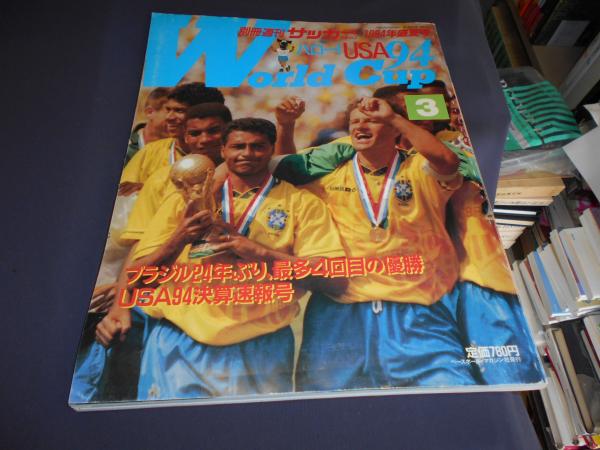 別冊週刊サッカー 1994年盛夏号
ハロー! USA94
World Cup
3
ブラジル24年ぶり、最多4回目の優勝
USA94決算速報号
定価780円
ベースボール・マガジン社発行